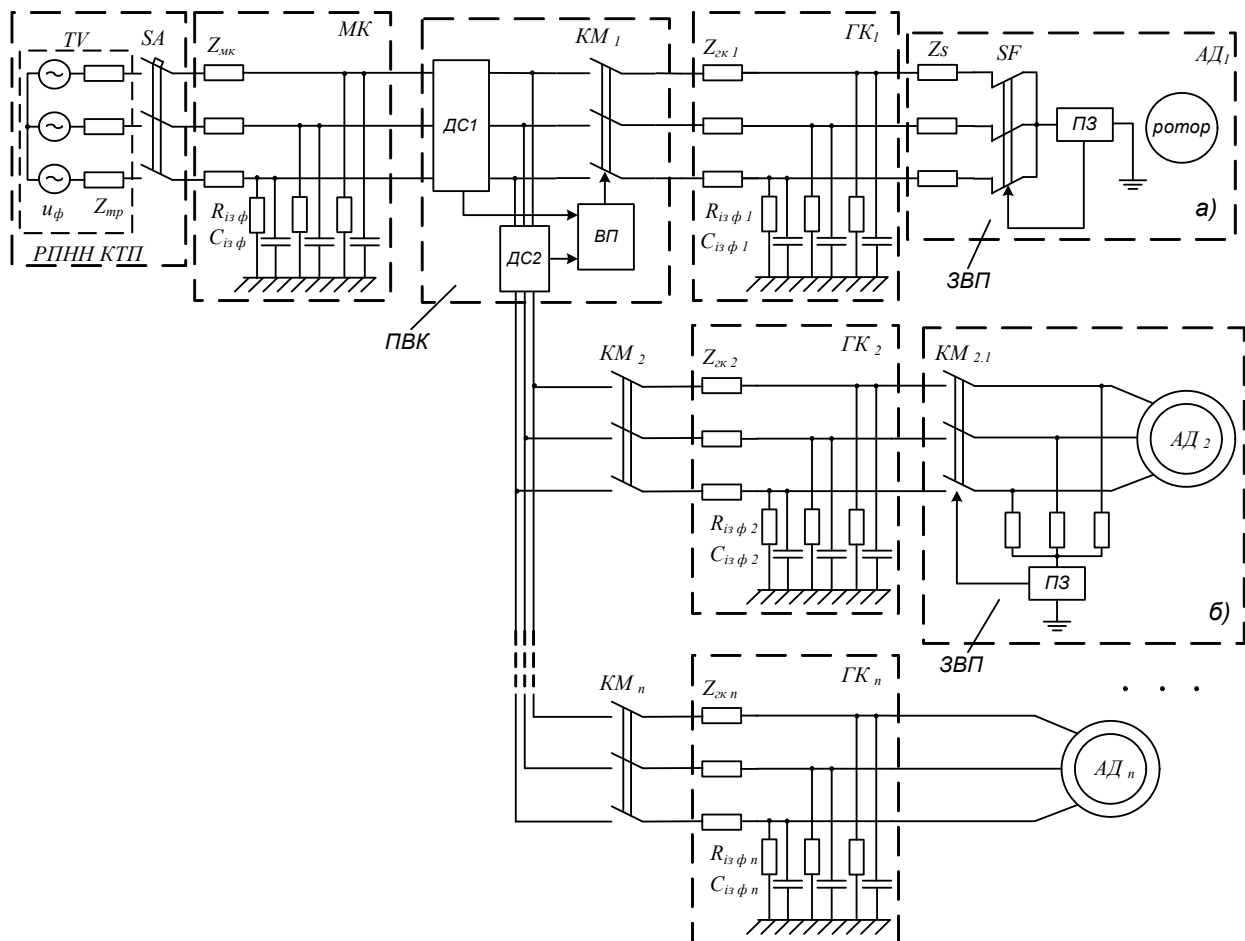 TV
SA
Zтр
uф
РПНН КТП
МК
Zмк
Rіз ф
Cіз ф
КМ 1
ДС1
ВП
ДС2
ПВК
ГК1
Zгк 1
Rіз ф 1
Cіз ф 1
АД1
Zs
SF
ПЗ
ротор
а)
ЗВП
КМ 2
ГК 2
Zгк 2
Rіз ф 2
Cіз ф 2
КМ 2.1
АД 2
ПЗ
б)
ЗВП
КМ n
ГК n
Zгк n
Rіз ф n
Cіз ф n
. . .
АД n